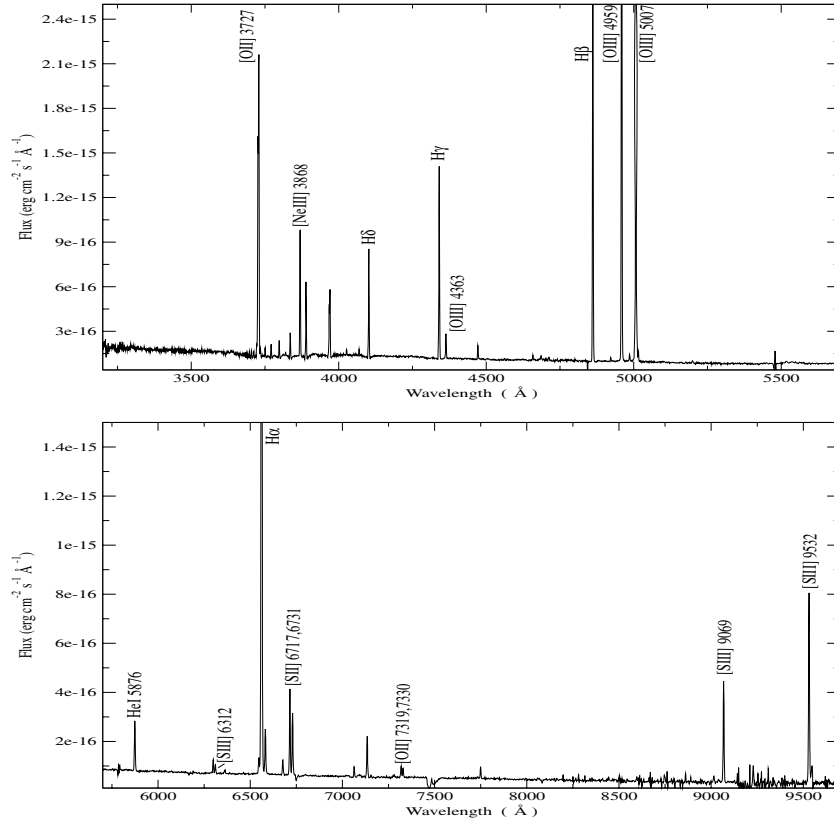 2.4e-15
2.1e-15
1.8e-15
1.5e-15
1.2e-15
9e-16
6e-16
3e-16
Flux (erg cm-2 s-1 Å-1)
[OII] 3727
[NeIII] 3868
Hδ
Hγ
[OIII] 4363
Hβ
[OIII] 4959
[OIII] 5007
3500
4000
4500
5000
5500
Wavelength ( Å )
1.4e-15
1.2e-15
1e-15
8e-16
6e-16
4e-16
2e-16
Flux (erg cm-2 s-1 Å-1)
HeI 5876
[SIII] 6312
Hα
[SII] 6717,6731
[OII] 7319,7330
[SIII] 9069
[SIII] 9532
6000
6500
7000
7500
8000
8500
9000
9500
Wavelength ( Å )